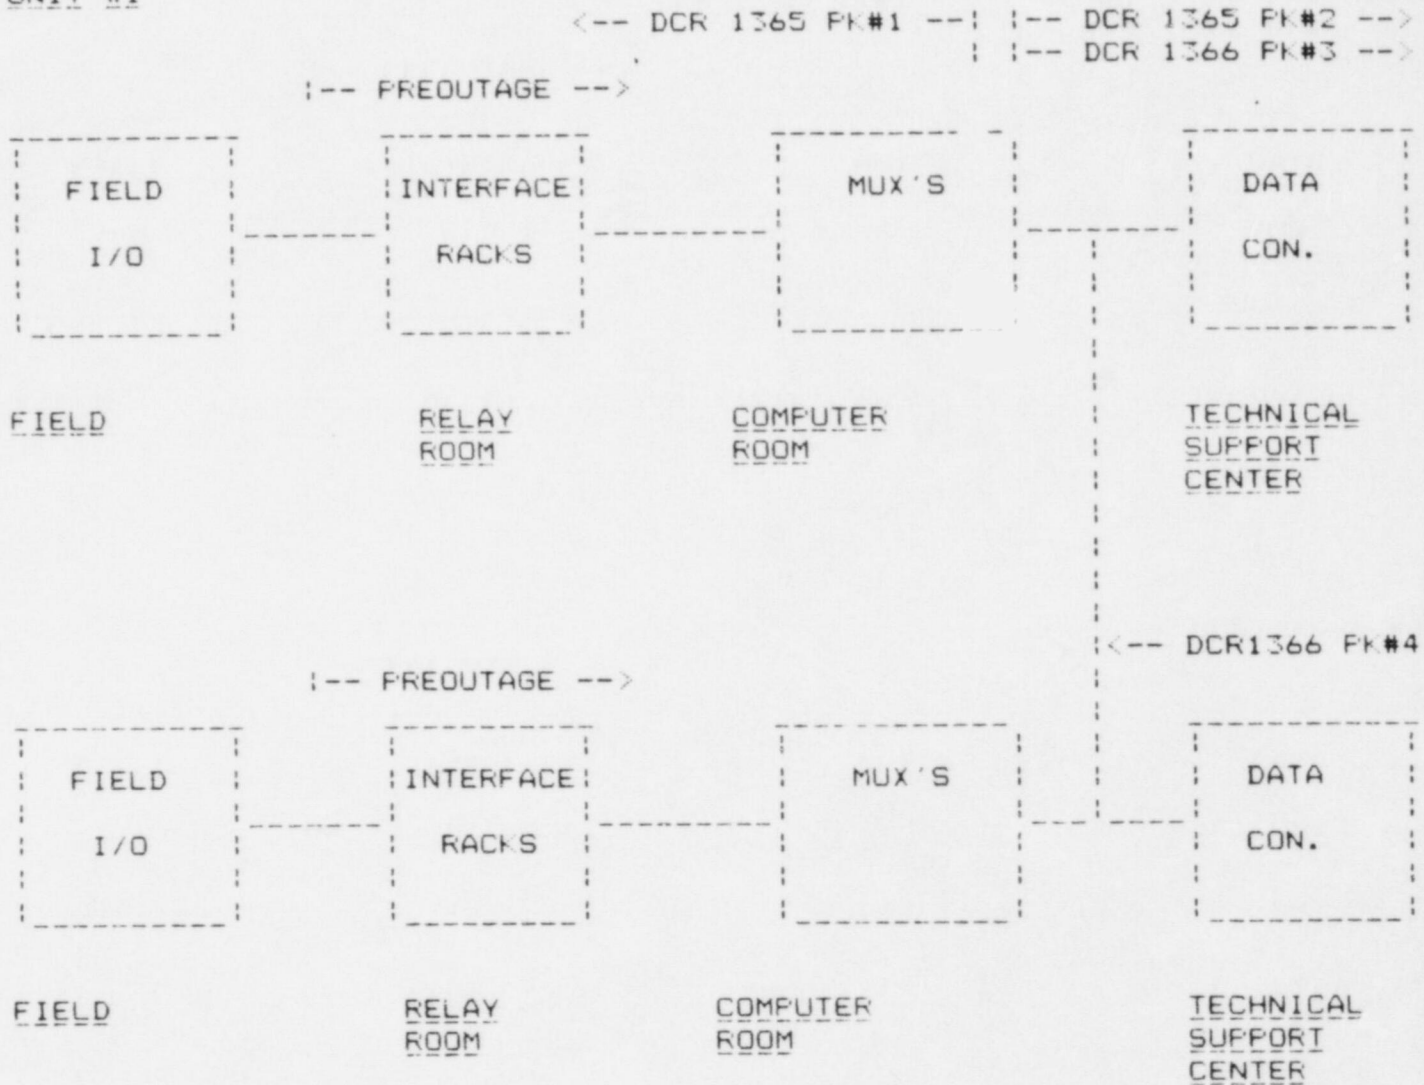 UNIT #1
<-- DCR 1365 PK#1 --¦ ¦-- DCR 1365 PK#2 -->
¦ ¦-- DCR 1366 PK#3 -->
¦-- PREOUTAGE -->
FIELD INTERFACE MUX'S DATA
I/O RACKS CON.
FIELD RELAY COMPUTER TECHNICAL
ROOM ROOM SUPPORT
CENTER
¦<-- DCR1366 PK#4
¦-- PREOUTAGE -->
FIELD INTERFACE MUX'S DATA
I/O RACKS CON.
FIELD RELAY COMPUTER TECHNICAL
ROOM ROOM SUPPORT
CENTER